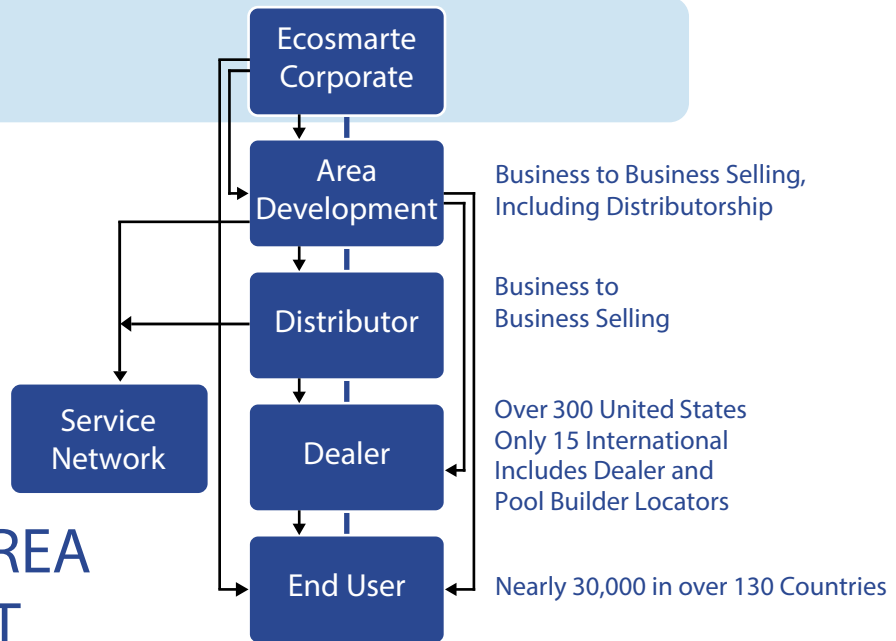 Ecosmarte
Corporate
Area
Development
Business to Business Selling,
Including Distributorship
Distributor
Business to
Business Selling
Service
Network
Dealer
Over 300 United States
Only 15 International
Includes Dealer and
Pool Builder Locators
End User
Nearly 30,000 in over 130 Countries